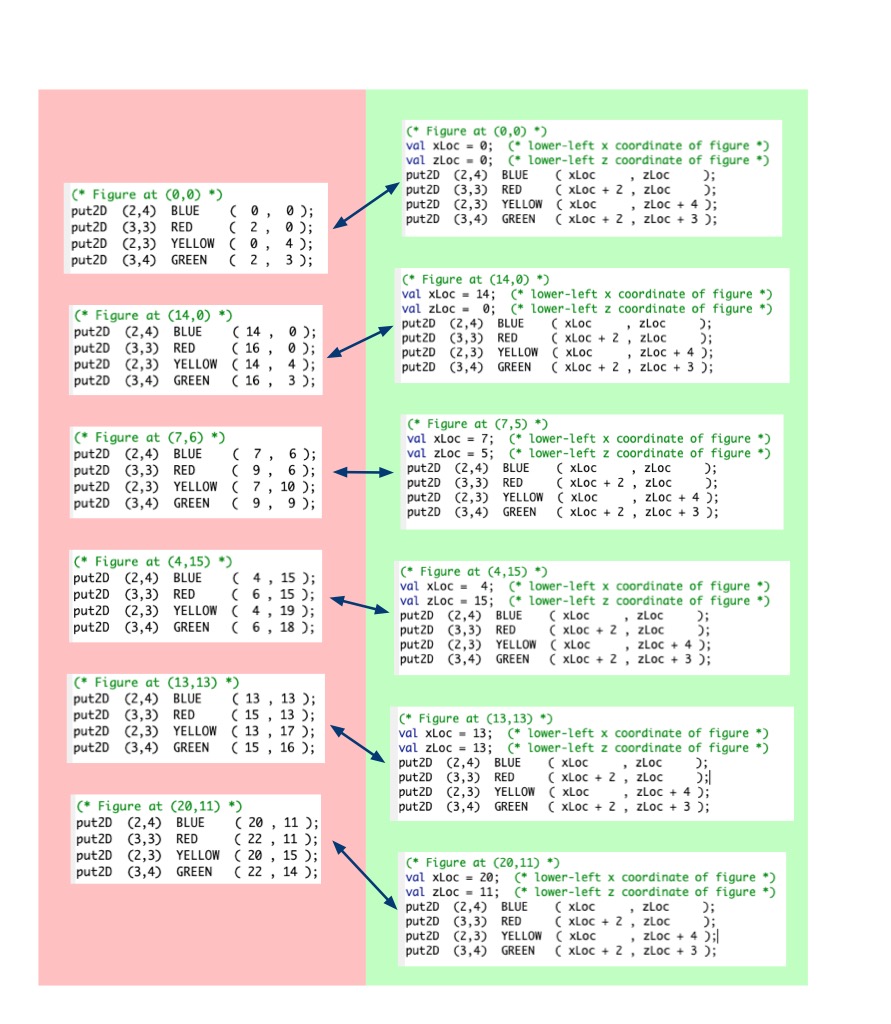 (* Figure at (0,0) *)
put2D (2,4) BLUE ( 0 , 0 );
put2D (3,3) RED ( 2 , 0 );
put2D (2,3) YELLOW ( 0 , 4 );
put2D (3,4) GREEN ( 2 , 3 );
(* Figure at (14,0) *)
put2D (2,4) BLUE ( 14 , 0 );
put2D (3,3) RED ( 16 , 0 );
put2D (2,3) YELLOW ( 14 , 4 );
put2D (3,4) GREEN ( 16 , 3 );
(* Figure at (7,6) *)
put2D (2,4) BLUE ( 7 , 6 );
put2D (3,3) RED ( 9 , 6 );
put2D (2,3) YELLOW ( 7 , 10 );
put2D (3,4) GREEN ( 9 , 9 );
(* Figure at (4,15) *)
put2D (2,4) BLUE ( 4 , 15 );
put2D (3,3) RED ( 6 , 15 );
put2D (2,3) YELLOW ( 4 , 19 );
put2D (3,4) GREEN ( 6 , 18 );
(* Figure at (13,13) *)
put2D (2,4) BLUE ( 13 , 13 );
put2D (3,3) RED ( 15 , 13 );
put2D (2,3) YELLOW ( 13 , 17 );
put2D (3,4) GREEN ( 15 , 16 );
(* Figure at (20,11) *)
put2D (2,4) BLUE ( 20 , 11 );
put2D (3,3) RED ( 22 , 11 );
put2D (2,3) YELLOW ( 20 , 15 );
put2D (3,4) GREEN ( 22 , 14 );
(* Figure at (0,0) *)
val xLoc = 0; (* lower-left x coordinate of figure *)
val zLoc = 0; (* lower-left z coordinate of figure *)
put2D (2,4) BLUE ( xLoc , zLoc );
put2D (3,3) RED ( xLoc + 2 , zLoc );
put2D (2,3) YELLOW ( xLoc , zLoc + 4 );
put2D (3,4) GREEN ( xLoc + 2 , zLoc + 3 );
(* Figure at (14,0) *)
val xLoc = 14; (* lower-left x coordinate of figure *)
val zLoc = 0; (* lower-left z coordinate of figure *)
put2D (2,4) BLUE ( xLoc , zLoc );
put2D (3,3) RED ( xLoc + 2 , zLoc );
put2D (2,3) YELLOW ( xLoc , zLoc + 4 );
put2D (3,4) GREEN ( xLoc + 2 , zLoc + 3 );
(* Figure at (7,5) *)
val xLoc = 7; (* lower-left x coordinate of figure *)
val zLoc = 5; (* lower-left z coordinate of figure *)
put2D (2,4) BLUE ( xLoc , zLoc );
put2D (3,3) RED ( xLoc + 2 , zLoc );
put2D (2,3) YELLOW ( xLoc , zLoc + 4 );
put2D (3,4) GREEN ( xLoc + 2 , zLoc + 3 );
(* Figure at (4,15) *)
val xLoc = 4; (* lower-left x coordinate of figure *)
val zLoc = 15; (* lower-left z coordinate of figure *)
put2D (2,4) BLUE ( xLoc , zLoc );
put2D (3,3) RED ( xLoc + 2 , zLoc );
put2D (2,3) YELLOW ( xLoc , zLoc + 4 );
put2D (3,4) GREEN ( xLoc + 2 , zLoc + 3 );
(* Figure at (13,13) *)
val xLoc = 13; (* lower-left x coordinate of figure *)
val zLoc = 13; (* lower-left z coordinate of figure *)
put2D (2,4) BLUE ( xLoc , zLoc );
put2D (3,3) RED ( xLoc + 2 , zLoc );
put2D (2,3) YELLOW ( xLoc , zLoc + 4 );
put2D (3,4) GREEN ( xLoc + 2 , zLoc + 3 );
(* Figure at (20,11) *)
val xLoc = 20; (* lower-left x coordinate of figure *)
val zLoc = 11; (* lower-left z coordinate of figure *)
put2D (2,4) BLUE ( xLoc , zLoc );
put2D (3,3) RED ( xLoc + 2 , zLoc );
put2D (2,3) YELLOW ( xLoc , zLoc + 4 );
put2D (3,4) GREEN ( xLoc + 2 , zLoc + 3 );